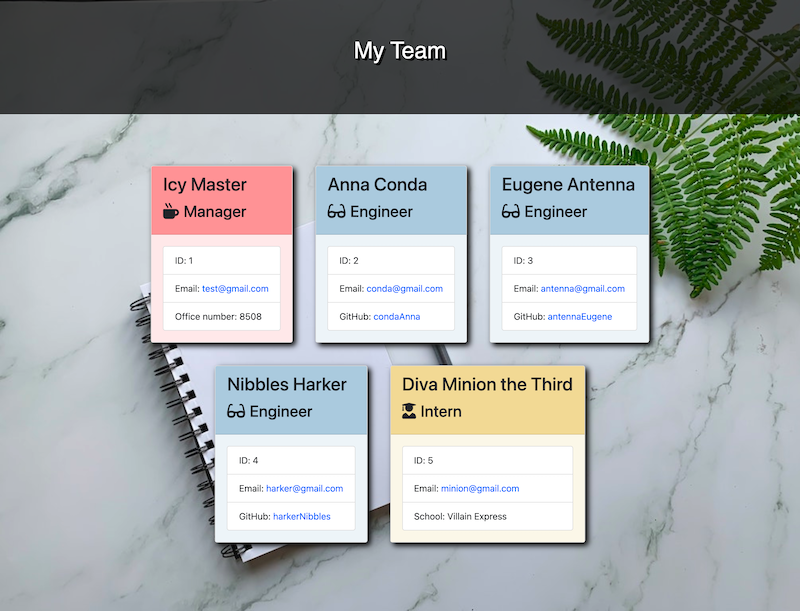 My Team
Icy Master
Manager
ID: 1
Email: test@gmail.com
Office number: 8508
Anna Conda
Engineer
ID: 2
Email: conda@gmail.com
GitHub: condaAnna
Eugene Antenna
Engineer
ID: 3
Email: antenna@gmail.com
GitHub: antennaEugene
Nibbles Harker
Engineer
ID: 4
Email: harker@gmail.com
GitHub: harkerNibbles
Diva Minion the Third
Intern
ID: 5
Email: minion@gmail.com
School: Villain Express